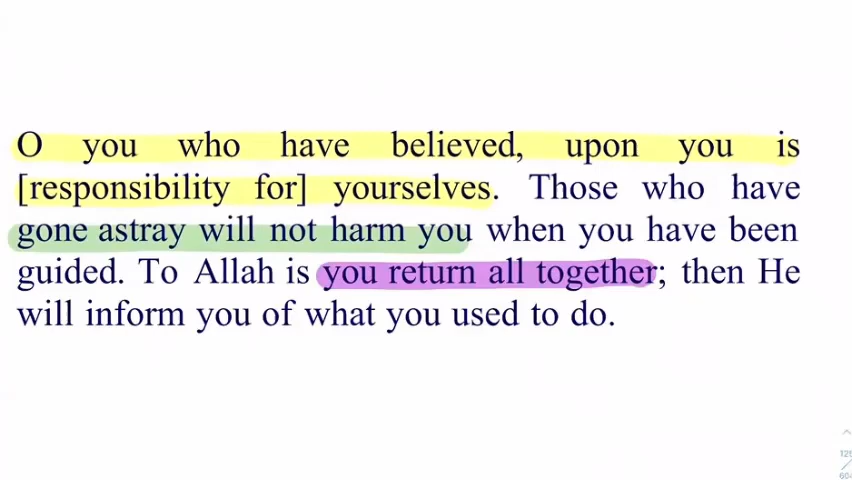 O you who have believed, upon you is
[responsibility for] yourselves. Those who have
gone astray will not harm you when you have been
guided. To Allah is you return all together; then He
will inform you of what you used to do.